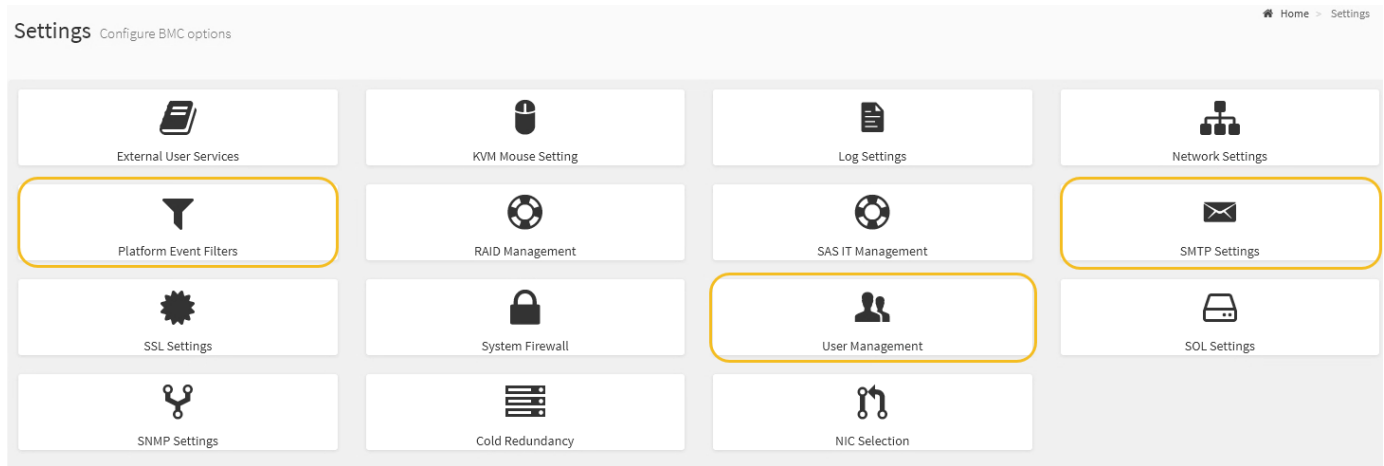 Home > Settings
Settings Configure BMC options
External User Services
KVM Mouse Setting
Log Settings
Network Settings
Platform Event Filters
RAID Management
SAS IT Management
SMTP Settings
SSL Settings
System Firewall
User Management
SOL Settings
SNMP Settings
Cold Redundancy
NIC Selection